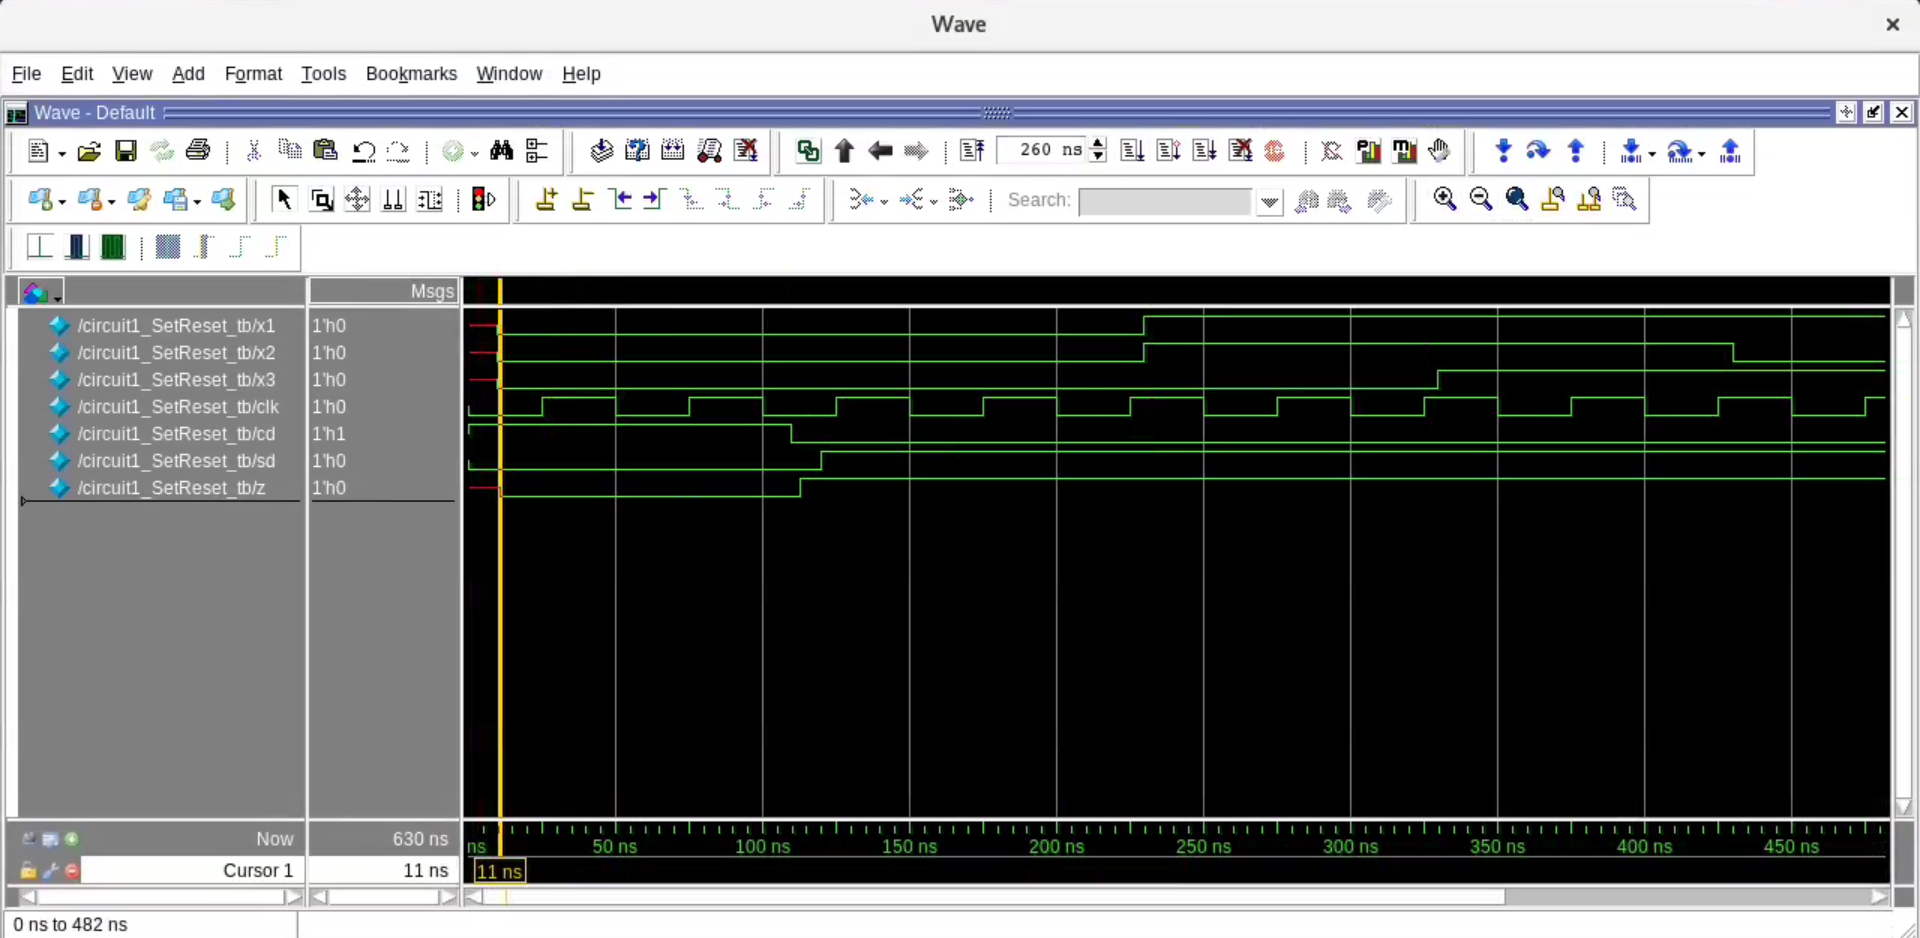 Wave
File Edit View Add Format Tools Bookmarks Window Help
Wave - Default
260 ns
Search:
Msgs
/circuit1_SetReset_tb/x1 1'h0
/circuit1_SetReset_tb/x2 1'h0
/circuit1_SetReset_tb/x3 1'h0
/circuit1_SetReset_tb/clk 1'h0
/circuit1_SetReset_tb/cd 1'h1
/circuit1_SetReset_tb/sd 1'h0
/circuit1_SetReset_tb/z 1'h0
Now 630 ns ns 50 ns 100 ns 150 ns 200 ns 250 ns 300 ns 350 ns 400 ns 450 ns
Cursor 1 11 ns 11 ns
0 ns to 482 ns